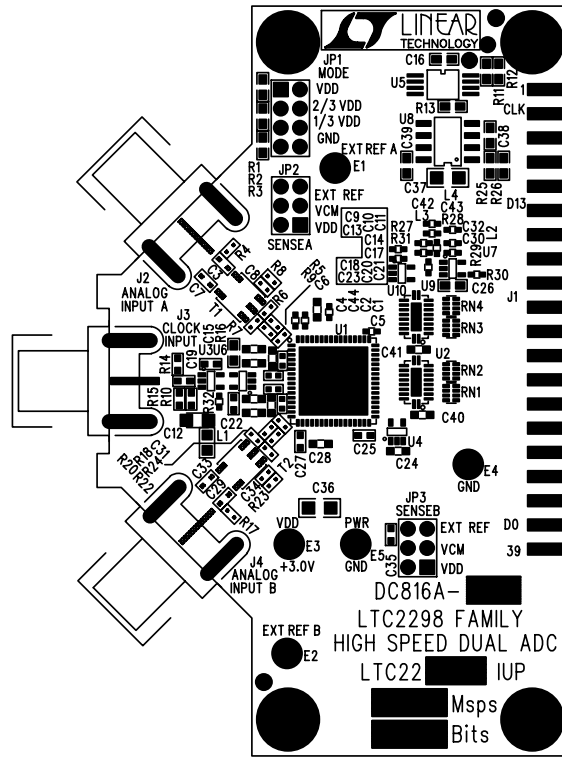 LINEAR
TECHNOLOGY
JP1
MODE
VDD
2/3 VDD
1/3 VDD
GND
C16
U5
R12
R11
R13
U8
C39
C38
1
CLK
EXT REF A
E1
R1
R2
R3
JP2
EXT REF
VCM
VDD
SENSEA
C37
L4
C43
C42
R25
R26
D13
L3
R28
C32
C30
L2
U7
R27
R31
R29
R30
C26
C9
C13
C10
C11
C14
C17
C18
C23
C20
C21
U10
U9
RN4
RN3
J1
R4
C3
C8
R8
R5
R9
C6
R6
R7
T1
C7
J2
ANALOG
INPUT A
J3
CLOCK
INPUT
C4
C44
C2
C1
C5
U1
C41
U2
RN2
RN1
C40
R14
C19
C15
R16
U3
U6
R15
R10
R32
C12
L1
C22
C31
R18
R24
R20
R22
C33
C29
C34
R23
R17
T2
C27
C28
C25
U4
C24
C36
E4
GND
VDD
E3
+3.0V
PWR
GND
E5
C35
JP3
SENSEB
EXT REF
VCM
VDD
D0
39
J4
ANALOG
INPUT B
EXT REF B
E2
DC816A-
LTC2298 FAMILY
HIGH SPEED DUAL ADC
LTC22 IUP
Msps
Bits